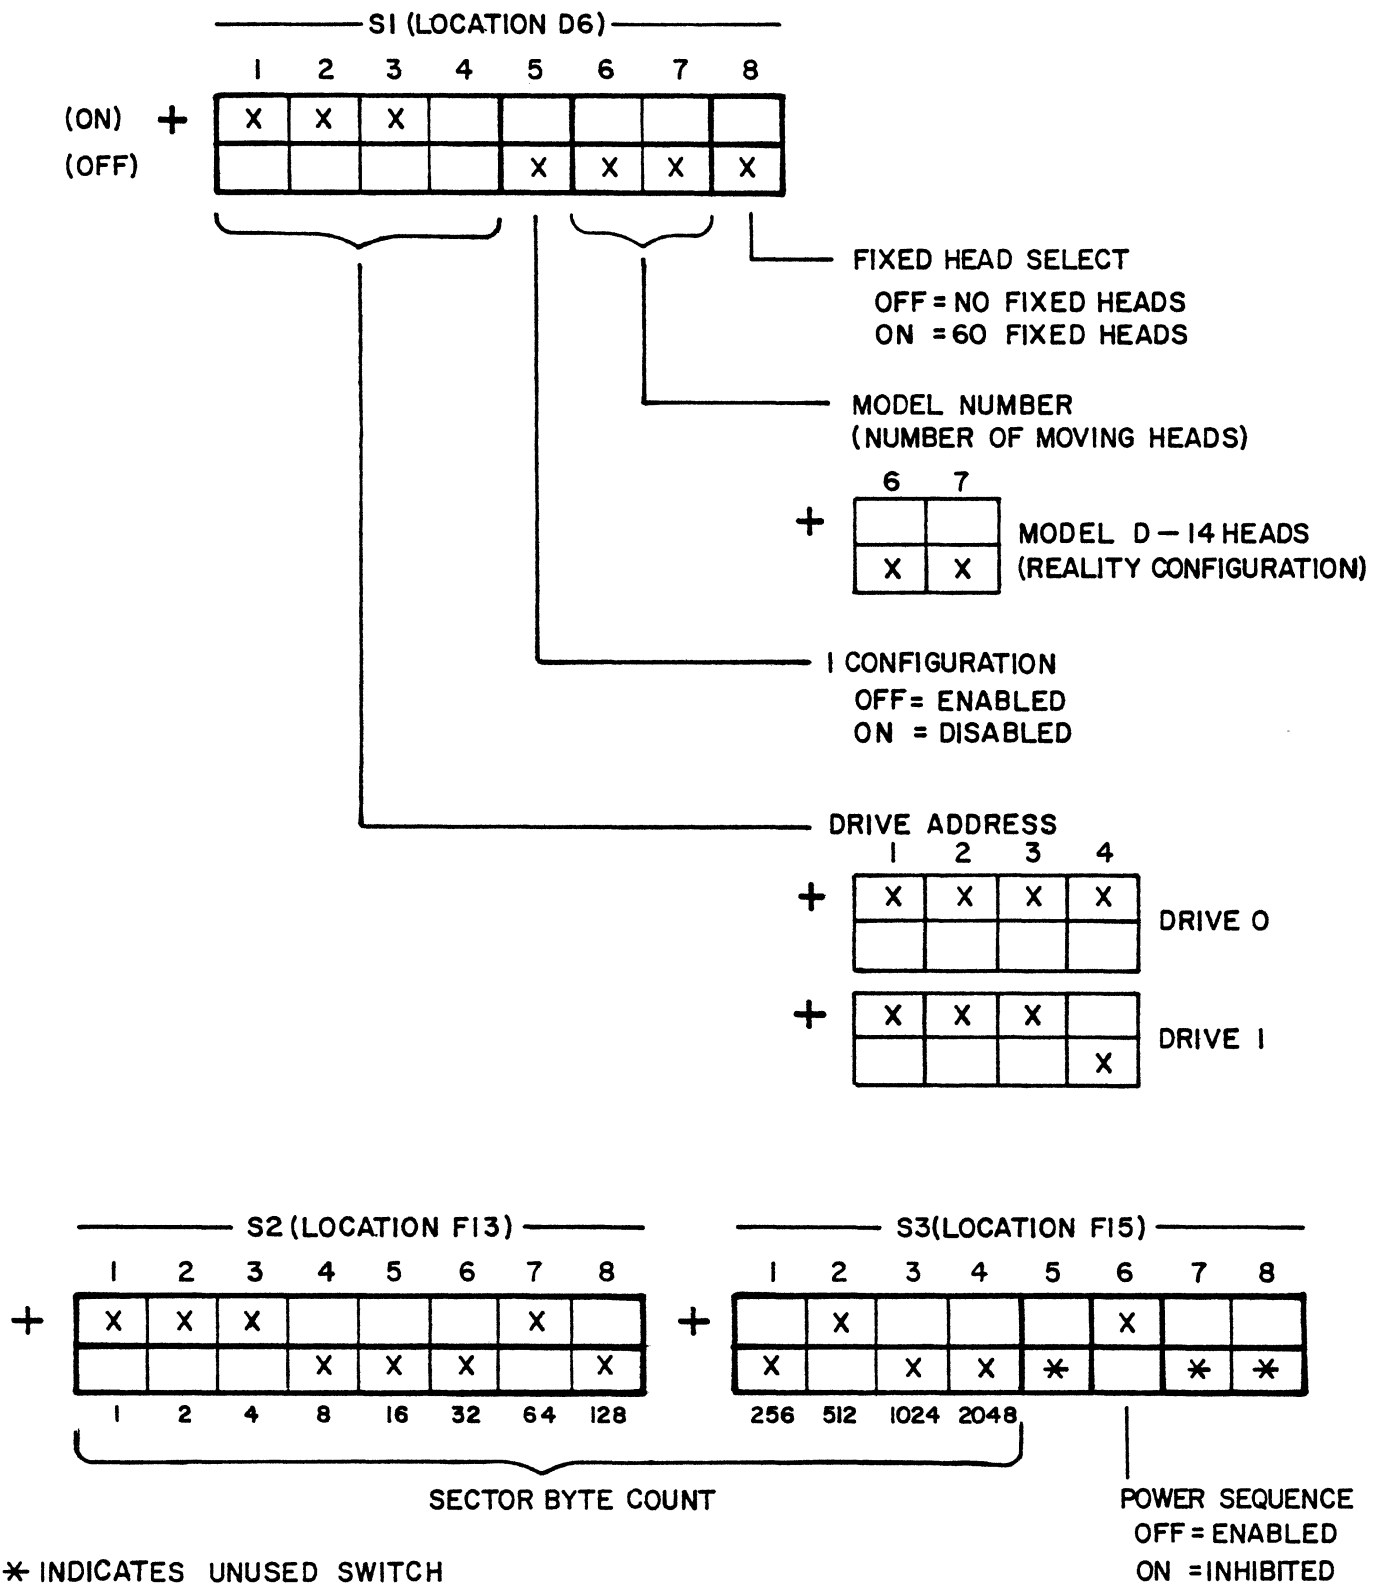 S1 (LOCATION D6)
1 2 3 4 5 6 7 8
(ON) + X X X
(OFF) X X X X
FIXED HEAD SELECT
OFF = NO FIXED HEADS
ON = 60 FIXED HEADS
MODEL NUMBER
(NUMBER OF MOVING HEADS)
6 7
+ MODEL D - 14 HEADS
X X (REALITY CONFIGURATION)
1 CONFIGURATION
OFF = ENABLED
ON = DISABLED
DRIVE ADDRESS
1 2 3 4
+ X X X X
DRIVE 0
+ X X X
DRIVE 1
X
S2 (LOCATION F13) S3(LOCATION F15)
1 2 3 4 5 6 7 8 1 2 3 4 5 6 7 8
+ X X X X + X X
X X X X X X X * * *
1 2 4 8 16 32 64 128 256 512 1024 2048
SECTOR BYTE COUNT
POWER SEQUENCE
OFF = ENABLED
ON = INHIBITED
* INDICATES UNUSED SWITCH